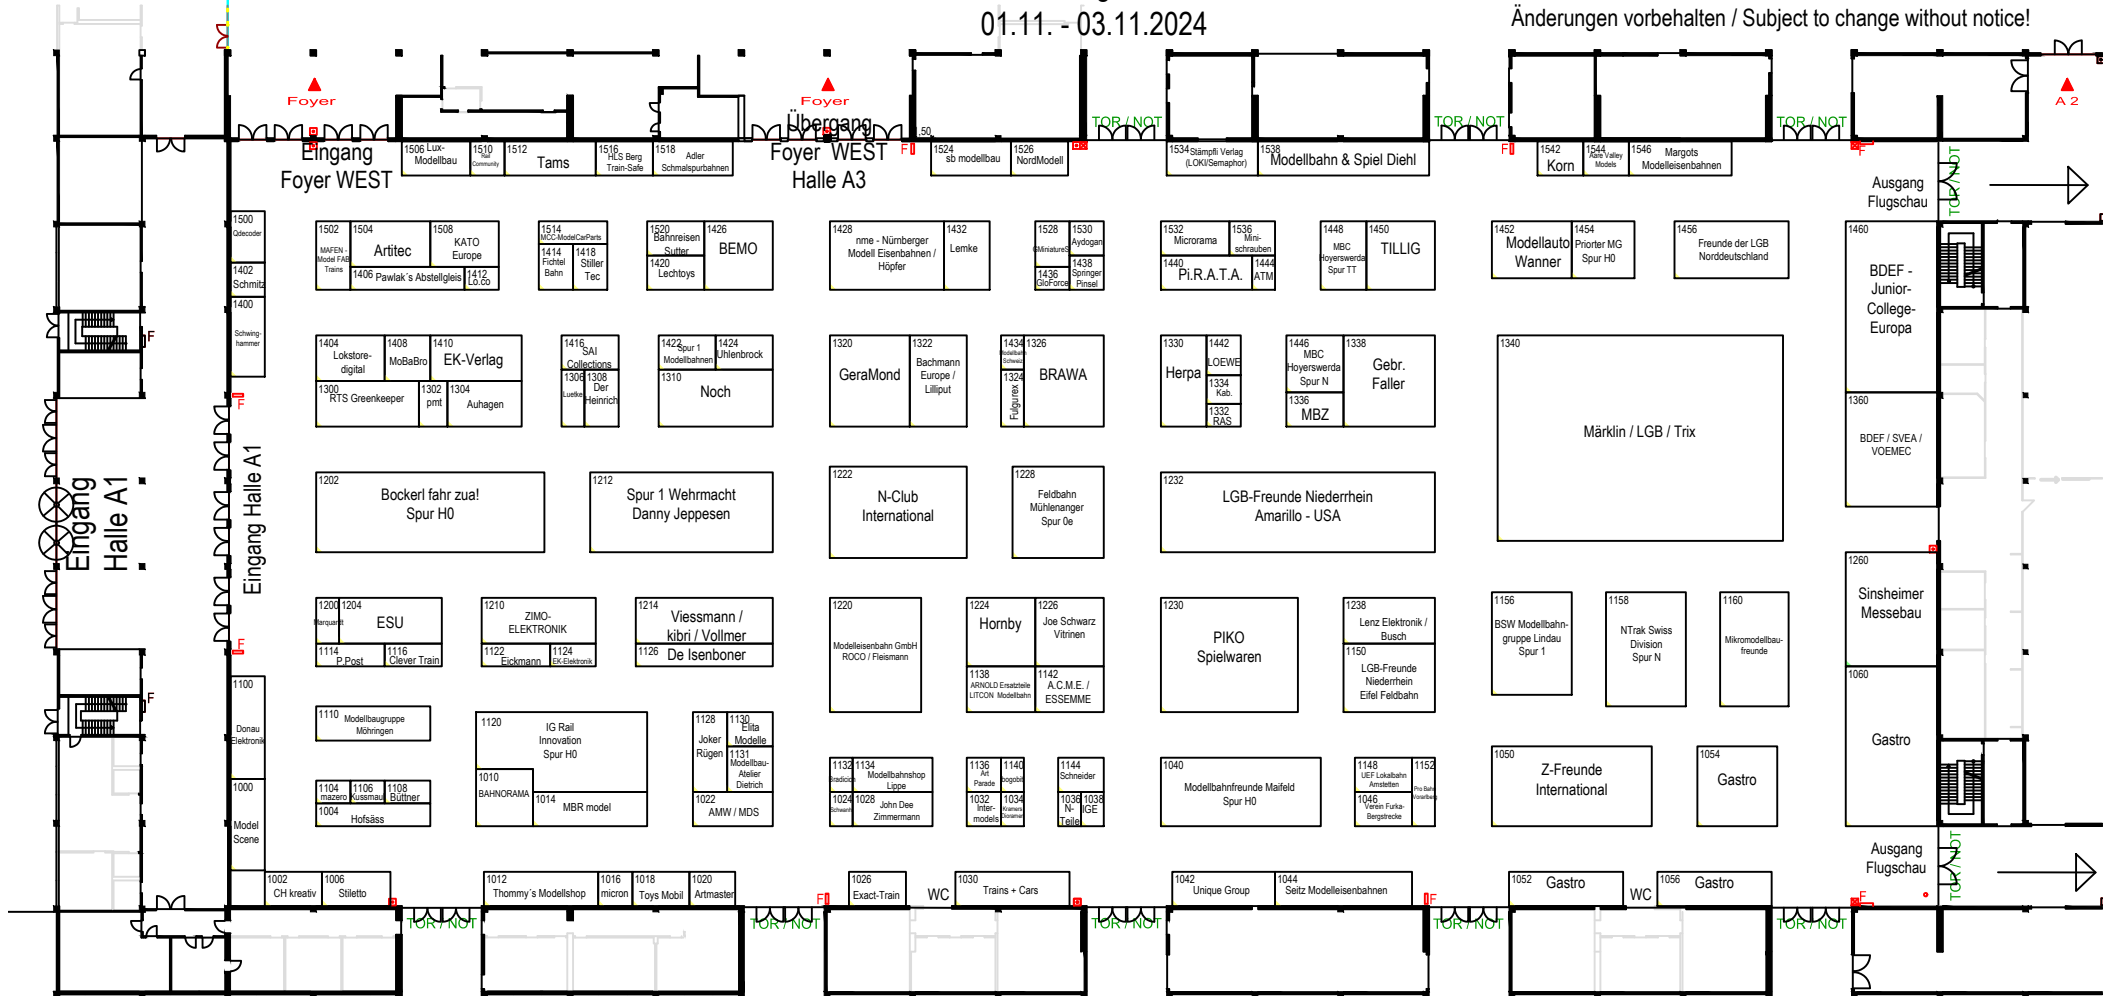 01.11. - 03.11.2024
Änderungen vorbehalten / Subject to change without notice!
Foyer
Foyer
A 2
Übergang
Foyer WEST
Halle A3
Eingang
Foyer WEST
TOR / NOT
TOR / NOT
TOR / NOT
1506 Lux-
Modellbau
1510
Rail
Community
1512
Tams
1516
HLS Berg
Train-Safe
1518
Adler
Schmalspurbahnen
F
1524
sb modellbau
1526
NordModell
1534 Stämpfli Verlag
(LOKI/Semaphor)
1538
Modellbahn & Spiel Diehl
F
1542
Korn
1544
Aare Valley
Models
1546
Margots
Modelleisenbahnen
F
Ausgang
Flugschau
TOR / NOT
1500
Qdecoder
1402
Schmitz
1400
Schwing-
hammer
1502
MAFEN -
Model FAB
Trains
1504
Artitec
1508
KATO
Europe
1406 Pawlak´s Abstellgleis
1412
Lo.co
1514
MCC-ModelCarParts
1414
Fichtel
Bahn
1418
Stiller
Tec
1520
Bahnreisen
Sutter
1420
Lechtoys
1426
BEMO
1428
nme - Nürnberger
Modell Eisenbahnen /
Höpfer
1432
Lemke
1528
GMiniatures
1530
Aydogan
1436
GloForce
1438
Springer
Pinsel
1532
Microrama
1536
Mini-
schrauben
1440
Pi.R.A.T.A.
1444
ATM
1448
MBC
Hoyerswerda
Spur TT
1450
TILLIG
1452
Modellauto
Wanner
1454
Priorter MG
Spur H0
1456
Freunde der LGB
Norddeutschland
1460
BDEF -
Junior-
College-
Europa
F
1404
Lokstore-
digital
1408
MoBaBro
1410
EK-Verlag
1300
RTS Greenkeeper
1302
pmt
1304
Auhagen
1416
SAI
Collections
1306
Luetke
1308
Der
Heinrich
1422
Spur 1
Modellbahnen
1424
Uhlenbrock
1310
Noch
1320
GeraMond
1322
Bachmann
Europe /
Lilliput
1434
Modellbahn
Schweiz
1324
Fulgurex
1326
BRAWA
1330
Herpa
1442
LOEWE
1334
Kab.
1332
RAS
1446
MBC
Hoyerswerda
Spur N
1336
MBZ
1338
Gebr.
Faller
1340
Märklin / LGB / Trix
1360
BDEF / SVEA /
VOEMEC
F
Eingang
Halle A1
Eingang Halle A1
1202
Bockerl fahr zua!
Spur H0
1212
Spur 1 Wehrmacht
Danny Jeppesen
1222
N-Club
International
1228
Feldbahn
Mühlenanger
Spur 0e
1232
LGB-Freunde Niederrhein
Amarillo - USA
1260
Sinsheimer
Messebau
1200
Marquardt
1204
ESU
1114
P.Post
1116
Clever Train
1210
ZIMO-
ELEKTRONIK
1122
Eickmann
1124
EK-Elektronik
1214
Viessmann /
kibri / Vollmer
1126
De Isenboner
1220
Modelleisenbahn GmbH
ROCO / Fleismann
1224
Hornby
1226
Joe Schwarz
Vitrinen
1138
ARNOLD Ersatzteile
LITCON Modellbahn
1142
A.C.M.E. /
ESSEMME
1230
PIKO
Spielwaren
1238
Lenz Elektronik /
Busch
1150
LGB-Freunde
Niederrhein
Eifel Feldbahn
1156
BSW Modellbahn-
gruppe Lindau
Spur 1
1158
NTrak Swiss
Division
Spur N
1160
Mikromodellbau-
freunde
F
F
1060
Gastro
1100
Donau
Elektronik
1000
Model
Scene
1110
Modellbaugruppe
Möhringen
1104
mazero
1106
Kussmaul
1108
Büttner
1004
Hofsäss
1120
IG Rail
Innovation
Spur H0
1010
BAHNORAMA
1014
MBR model
1128
Joker
Rügen
1130
Elita
Modelle
1131
Modellbau-
Atelier
Dietrich
1022
AMW / MDS
1132
1134
Modellbahnshop
Lippe
1024
1028
John Dee
Zimmermann
1136
Art
Parade
1140
bogobit
1032
Inter-
models
1034
1144
Schneider
1036
N-
Teile
1038
IGE
1040
Modellbahnfreunde Maifeld
Spur H0
1148
UEF Lokalbahn
Amstetten
1152
Pro Bahn
Vorarlberg
1046
Verein Furka-
Bergstrecke
1050
Z-Freunde
International
1054
Gastro
1002
CH kreativ
1006
Stiletto
1012
Thommy´s Modellshop
1016
micron
1018
Toys Mobil
1020
Artmaster
F
1026
Exact-Train
WC
1030
Trains + Cars
1042
Unique Group
1044
Seitz Modelleisenbahnen
F
1052
Gastro
WC
1056
Gastro
F
Ausgang
Flugschau
TOR / NOT
TOR / NOT
TOR / NOT
TOR / NOT
TOR / NOT
TOR / NOT